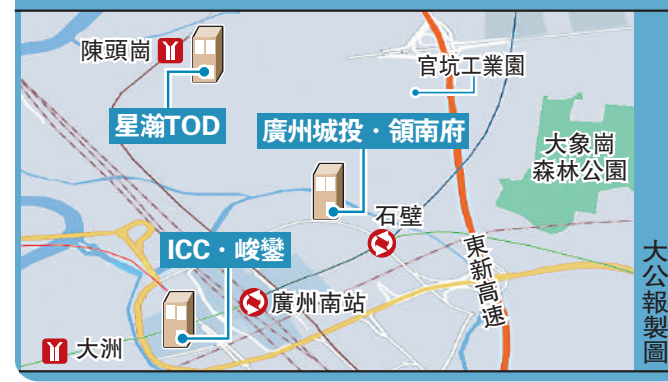 陳頭崗
星瀚TOD
官坑工業園
廣州城投·領南府
大象崗
森林公園
石壁
ICC·峻鑾
東新高速
廣州南站
大洲
大公報製圖